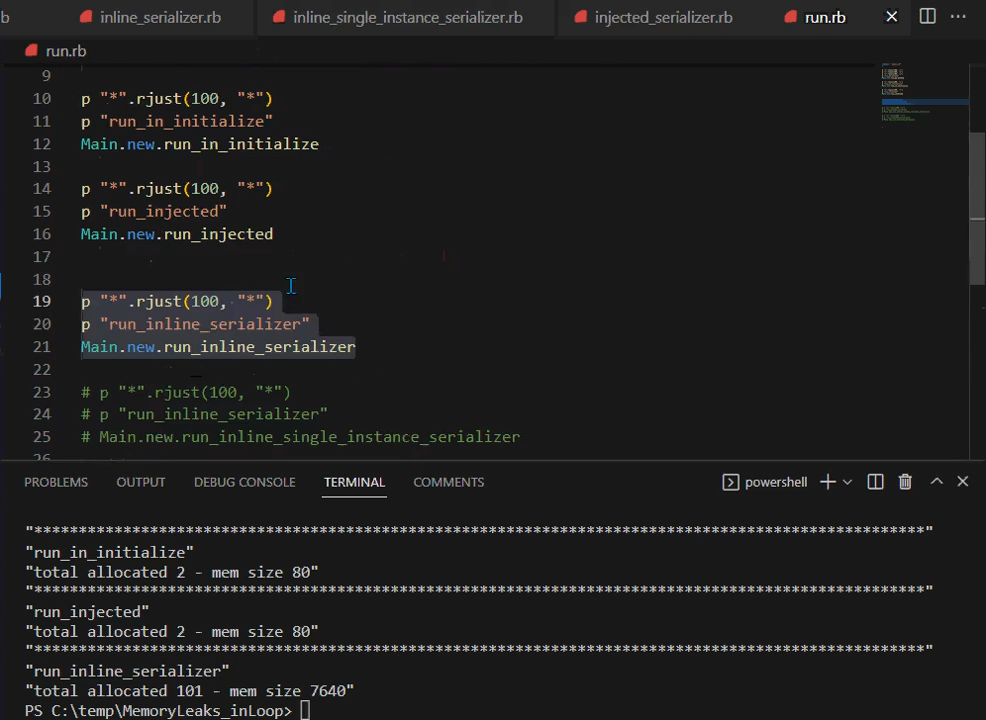 b inline_serializer.rb inline_single_instance_serializer.rb injected_serializer.rb run.rb
run.rb
9
10 p "*".rjust(100, "*")
11 p "run_in_initialize"
12 Main.new.run_in_initialize
13
14 p "*".rjust(100, "*")
15 p "run_injected"
16 Main.new.run_injected
17
18
19 p "*".rjust(100, "*")
20 p "run_inline_serializer"
21 Main.new.run_inline_serializer
22
23 # p "*".rjust(100, "*")
24 # p "run_inline_serializer"
25 # Main.new.run_inline_single_instance_serializer
26
PROBLEMS OUTPUT DEBUG CONSOLE TERMINAL COMMENTS powershell
"****************************************************************************************************"
"run_in_initialize"
"total allocated 2 - mem size 80"
"****************************************************************************************************"
"run_injected"
"total allocated 2 - mem size 80"
"****************************************************************************************************"
"run_inline_serializer"
"total allocated 101 - mem size 7640"
PS C:\temp\MemoryLeaks_inLoop>